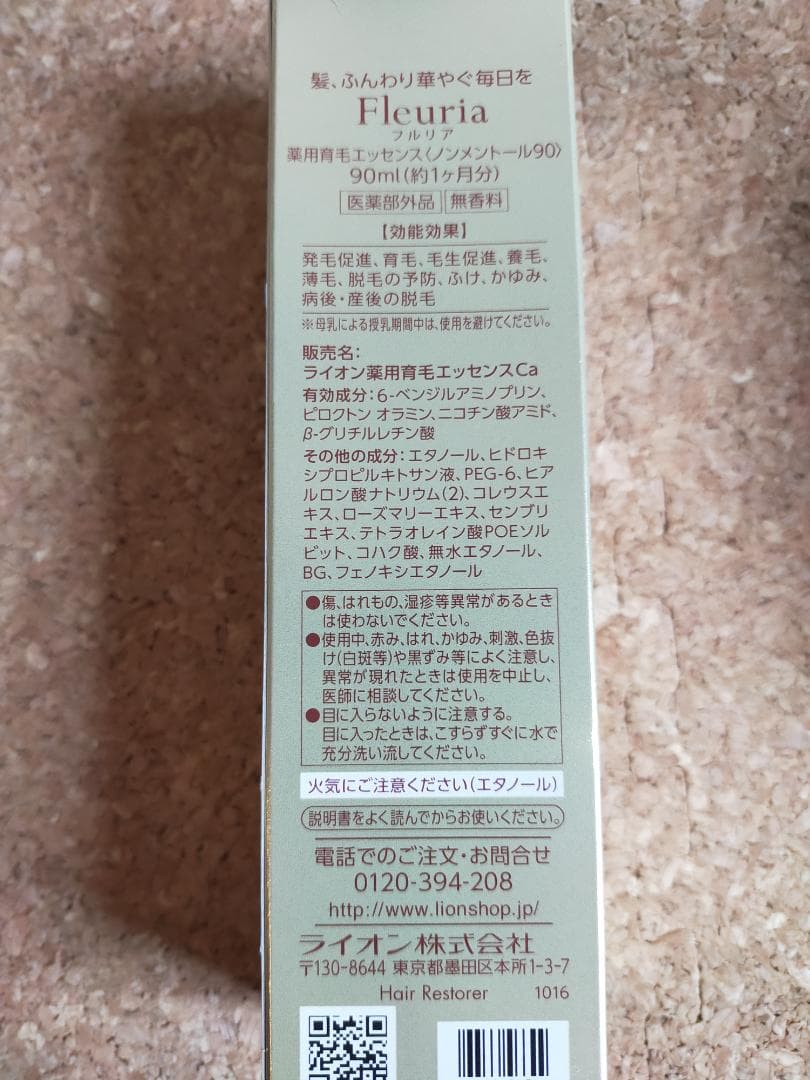 髪、ふんわり華やぐ毎日を
Fleuria
フルリア
薬用育毛エッセンス〈ノンメントール90〉
90ml(約1ヶ月分)
医薬部外品 無香料
【効能効果】
発毛促進、育毛、毛生促進、養毛、
薄毛、脱毛の予防、ふけ、かゆみ、
病後・産後の脱毛
※母乳による授乳期間中は、使用を避けてください。
販売名:
ライオン薬用育毛エッセンスCa
有効成分:6-ベンジルアミノプリン、
ピロクトン オラミン、ニコチン酸アミド、
β-グリチルレチン酸
その他の成分:エタノール、ヒドロキ
シプロピルキトサン液、PEG-6、ヒア
ルロン酸ナトリウム(2)、コレウスエ
キス、ローズマリーエキス、センブリ
エキス、テトラオレイン酸POEソル
ビット、コハク酸、無水エタノール、
BG、フェノキシエタノール
●傷、はれもの、湿疹等異常があるとき
は使わないでください。
●使用中、赤み、はれ、かゆみ、刺激、色抜
け(白斑等)や黒ずみ等によく注意し、
異常が現れたときは使用を中止し、
医師に相談してください。
●目に入らないように注意する。
目に入ったときは、こすらずすぐに水で
充分洗い流してください。
火気にご注意ください(エタノール)
説明書をよく読んでからお使いください。
電話でのご注文・お問合せ
0120-394-208
http://www.lionshop.jp/
ライオン株式会社
〒130-8644 東京都墨田区本所1-3-7
Hair Restorer 1016